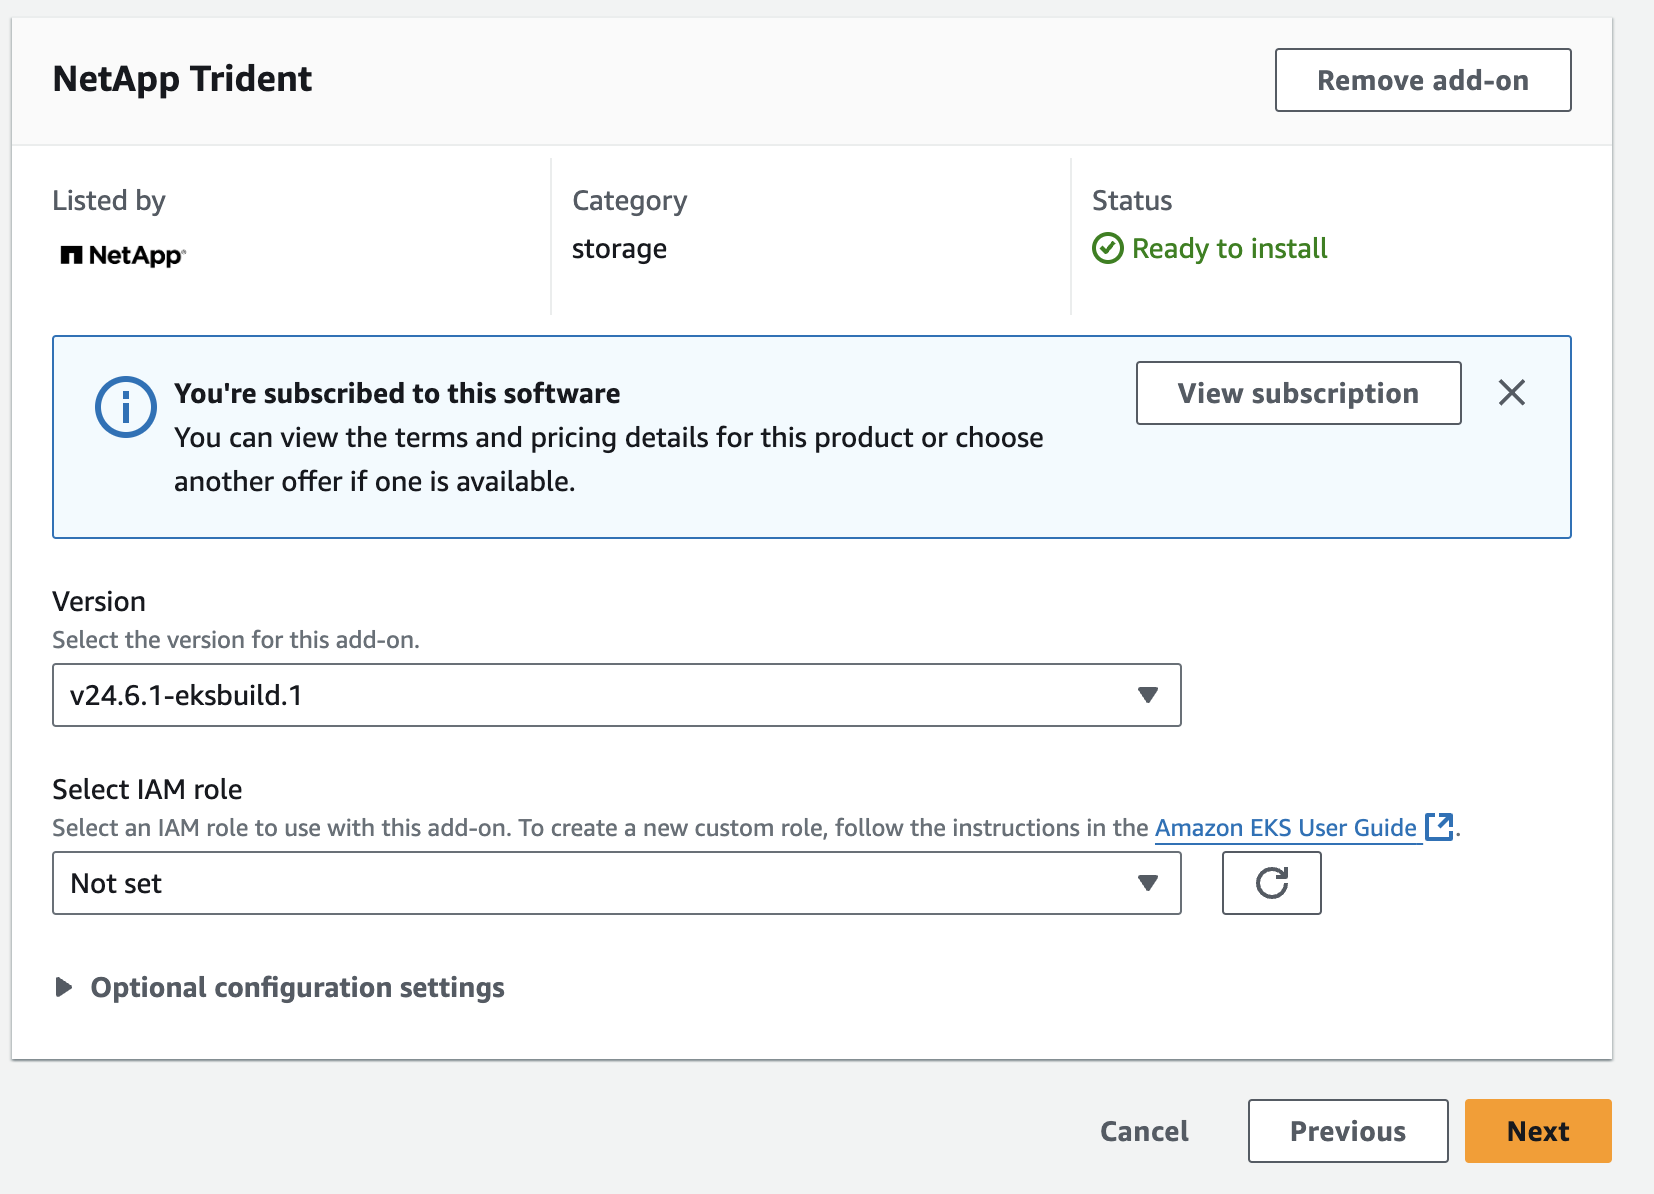 NetApp Trident
Remove add-on
Listed by
NetApp
Category
storage
Status
Ready to install
You're subscribed to this software
You can view the terms and pricing details for this product or choose
another offer if one is available.
View subscription
Version
Select the version for this add-on.
v24.6.1-eksbuild.1
Select IAM role
Select an IAM role to use with this add-on. To create a new custom role, follow the instructions in the Amazon EKS User Guide.
Not set
Optional configuration settings
Cancel
Previous
Next